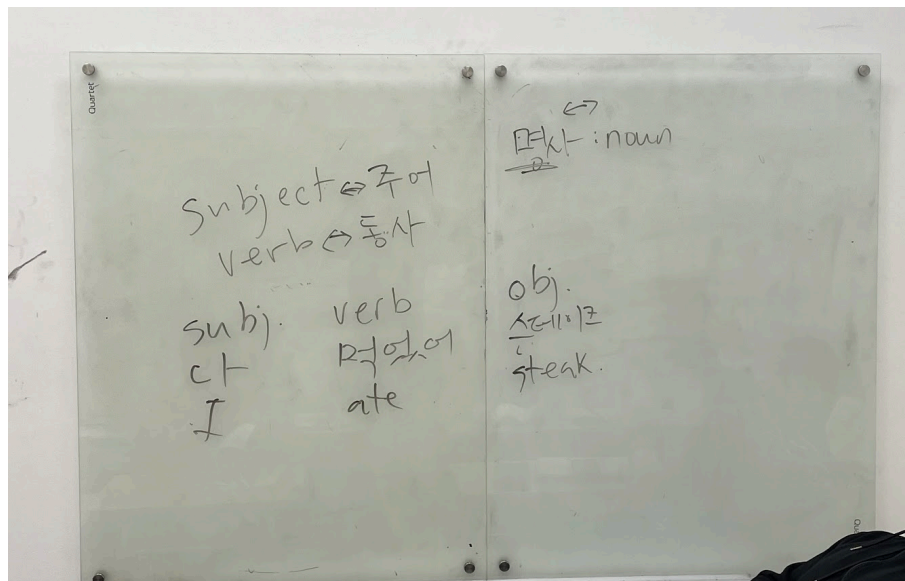 Quartet
subject ↔ 주어
verb ↔ 동사
subj. verb
나 먹었어
I ate
↔
명사 : noun
obj.
스테이크
steak.